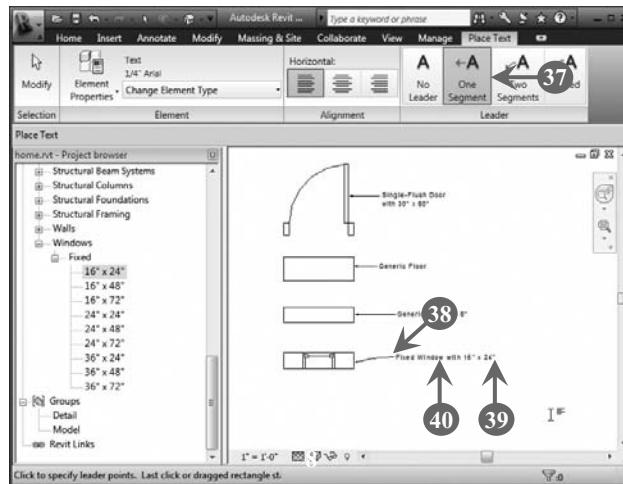 Autodesk Revit ... Type a keyword or phrase
Home Insert Annotate Modify Massing & Site Collaborate View Manage Place Text
Modify
Element
Properties
Text
1/4" Arial
Change Element Type
Horizontal:
A
No
Leader
A
One
Segment
A
Two
Segments
37
Selection Element Alignment Leader
Place Text
home.rvt - Project browser
Structural Beam Systems
Structural Columns
Structural Foundations
Structural Framing
Walls
Windows
Fixed
16" x 24"
16" x 48"
16" x 72"
24" x 24"
24" x 48"
24" x 72"
36" x 24"
36" x 48"
36" x 72"
Groups
Detail
Model
Revit Links
Single-Flush Door
with 30" x 80"
Generic Floor
38
Fixed Window with 16" x 24"
40 39
1" = 1'-0"
Click to specify leader points. Last click or dragged rectangle st. :0